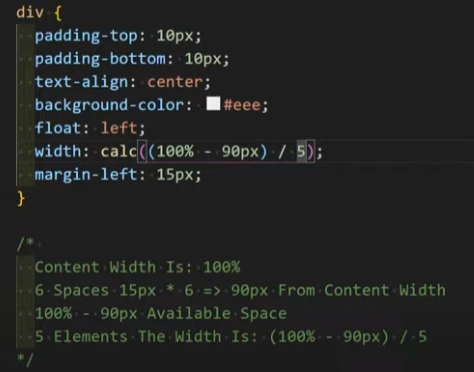 div {
padding-top: 10px;
padding-bottom: 10px;
text-align: center;
background-color: #eee;
float: left;
width: calc((100% - 90px) / 5);
margin-left: 15px;
}
/*
Content Width Is: 100%
6 Spaces 15px * 6 => 90px From Content Width
100% - 90px Available Space
5 Elements The Width Is: (100% - 90px) / 5
*/